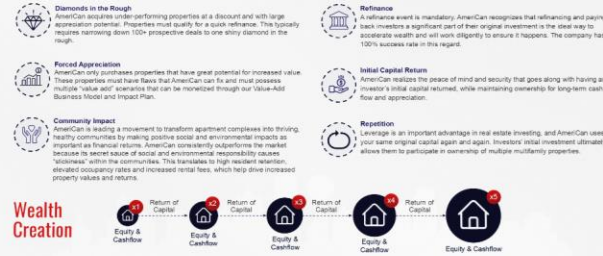 Diamonds in the Rough
AmeriCan acquires under-performing properties at a discount and with large
appreciation potential. Properties must qualify for a quick refinance. This typically
requires narrowing down 100+ prospective deals to one shiny diamond in the
rough.
Forced Appreciation
AmeriCan only purchases properties that have great potential for increased value.
These properties must have flaws that AmeriCan can fix and must possess
multiple "value add" scenarios that can be monetized through our Value-Add
Business Model and Impact Plan.
Community Impact
AmeriCan is leading a movement to transform apartment complexes into thriving,
healthy communities by making positive social and environmental impacts as
important as financial returns. AmeriCan consistently outperforms the market
because its secret sauce of social and environmental responsibility causes
"stickiness" within the communities. This translates to high resident retention,
elevated occupancy rates and increased rental fees, which help drive increased
property values and returns.
Refinance
A refinance event is mandatory. AmeriCan recognizes that refinancing and paying
back investors a significant part of their original investment is the ideal way to
accelerate wealth and will work diligently to ensure it happens. The company has
100% success rate in this regard.
Initial Capital Return
AmeriCan realizes the peace of mind and security that goes along with having an
investor's initial capital returned, while maintaining ownership for long-term cash
flow and appreciation.
Repetition
Leverage is an important advantage in real estate investing, and AmeriCan uses
your same original capital again and again. Investors' initial investment ultimately
allows them to participate in ownership of multiple multifamily properties.
Wealth
Creation
x1
Equity &
Cashflow
Return of
Capital
x2
Equity &
Cashflow
Return of
Capital
x3
Equity &
Cashflow
Return of
Capital
x4
Equity &
Cashflow
Return of
Capital
x5
Equity & Cashflow